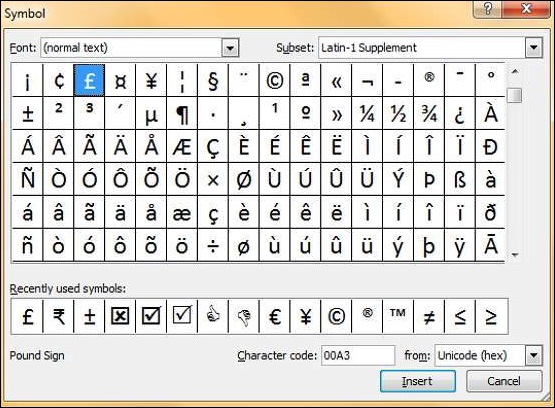 Symbol
Font: (normal text) Subset: Latin-1 Supplement
¡ ¢ £ ¤ ¥ ¦ § ¨ © ª « ¬ - ® ¯ °
± ² ³ ´ µ ¶ · ¸ ¹ º » ¼ ½ ¾ ¿ À
Á Â Ã Ä Å Æ Ç È É Ê Ë Ì Í Î Ï Ð
Ñ Ò Ó Ô Õ Ö × Ø Ù Ú Û Ü Ý Þ ß à
á â ã ä å æ ç è é ê ë ì í î ï ð
ñ ò ó ô õ ö ÷ ø ù ú û ü ý þ ÿ Ā
Recently used symbols:
£ ₹ ± ☒ ☑ ☑ 👍 👎 € ¥ © ® ™ ≠ ≤ ≥
Pound Sign Character code: 00A3 from: Unicode (hex)
Insert Cancel